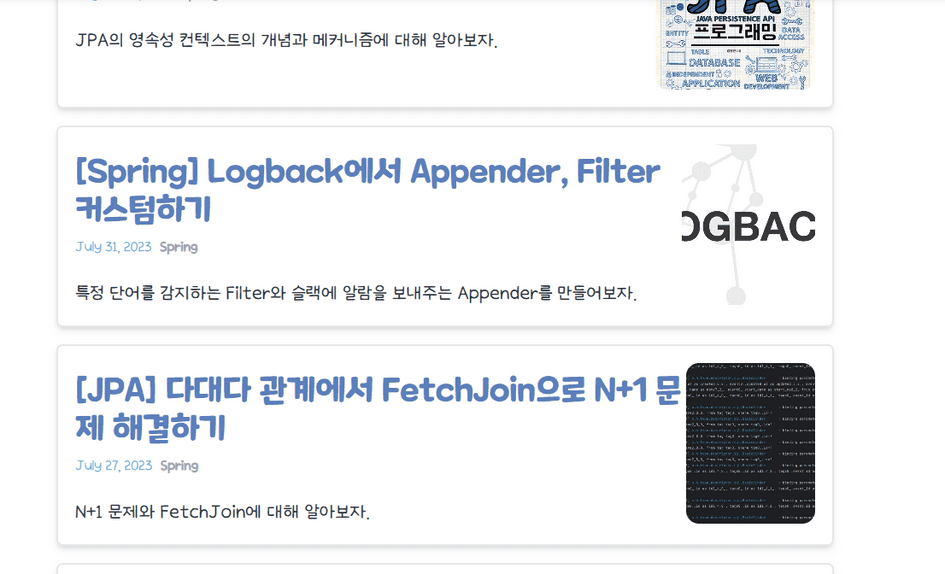 JPA
JAVA PERSISTENCE API
프로그래밍
ENTITY
DATA
ACCESS
TABLE
TECHNOLOGY
DATABASE
INDEPENDENT
WEB
APPLICATION
DEVELOPMENT
JPA의 영속성 컨텍스트의 개념과 메커니즘에 대해 알아보자.
[Spring] Logback에서 Appender, Filter
커스텀하기
July 31, 2023 Spring
특정 단어를 감지하는 Filter와 슬랙에 알람을 보내주는 Appender를 만들어보자.
OGBAC
[JPA] 다대다 관계에서 FetchJoin으로 N+1 문
제 해결하기
July 27, 2023 Spring
N+1 문제와 FetchJoin에 대해 알아보자.